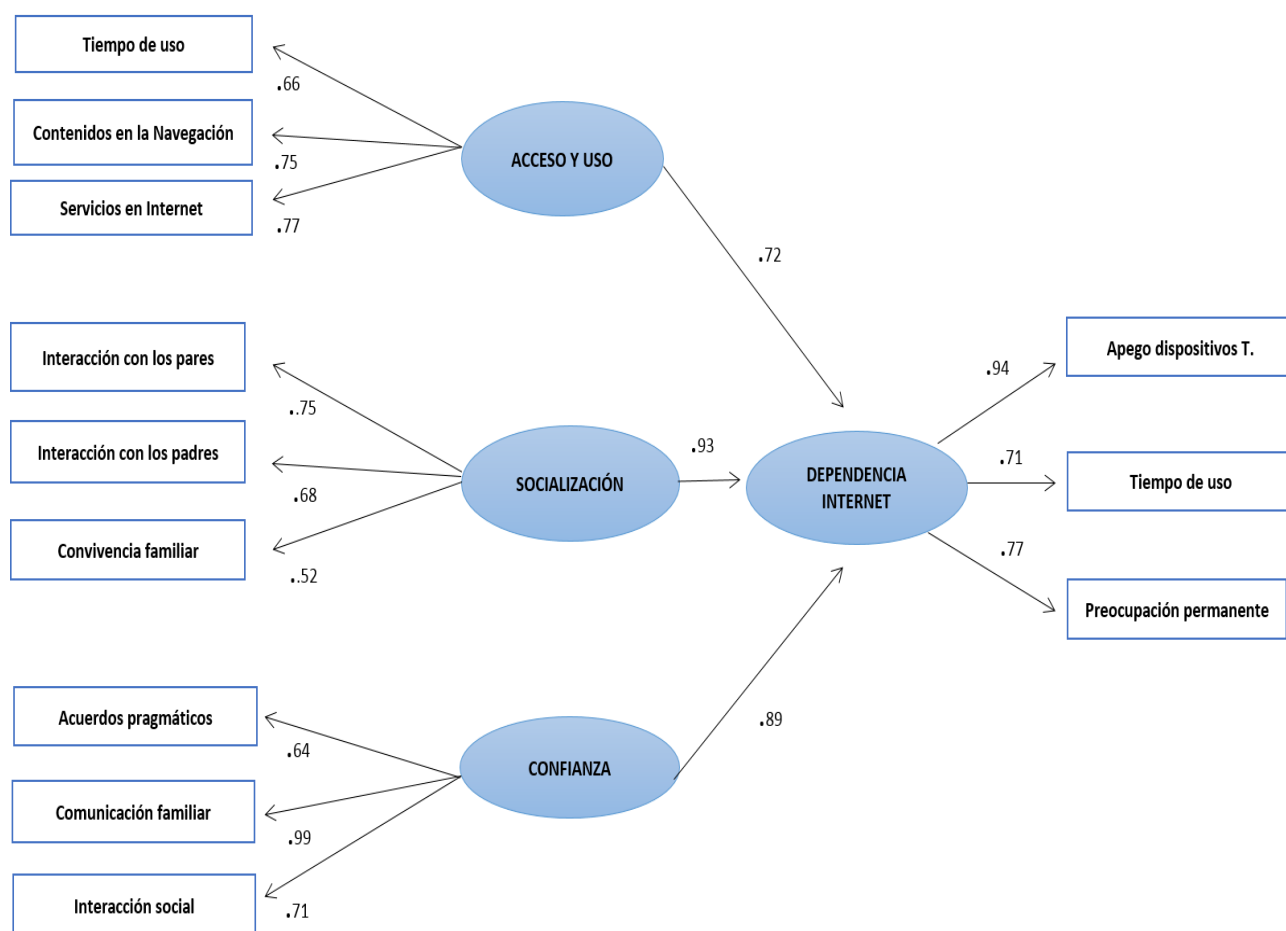 Tiempo de uso
.66
Contenidos en la Navegación
.75
Servicios en Internet
.77
ACCESO Y USO
.72
Interacción con los pares
..75
Interacción con los padres
.68
Convivencia familiar
..52
SOCIALIZACIÓN
.93
DEPENDENCIA
INTERNET
.94
Apego dispositivos T.
.71
Tiempo de uso
.77
Preocupación permanente
Acuerdos pragmáticos
.64
Comunicación familiar
.99
Interacción social
.71
CONFIANZA
.89